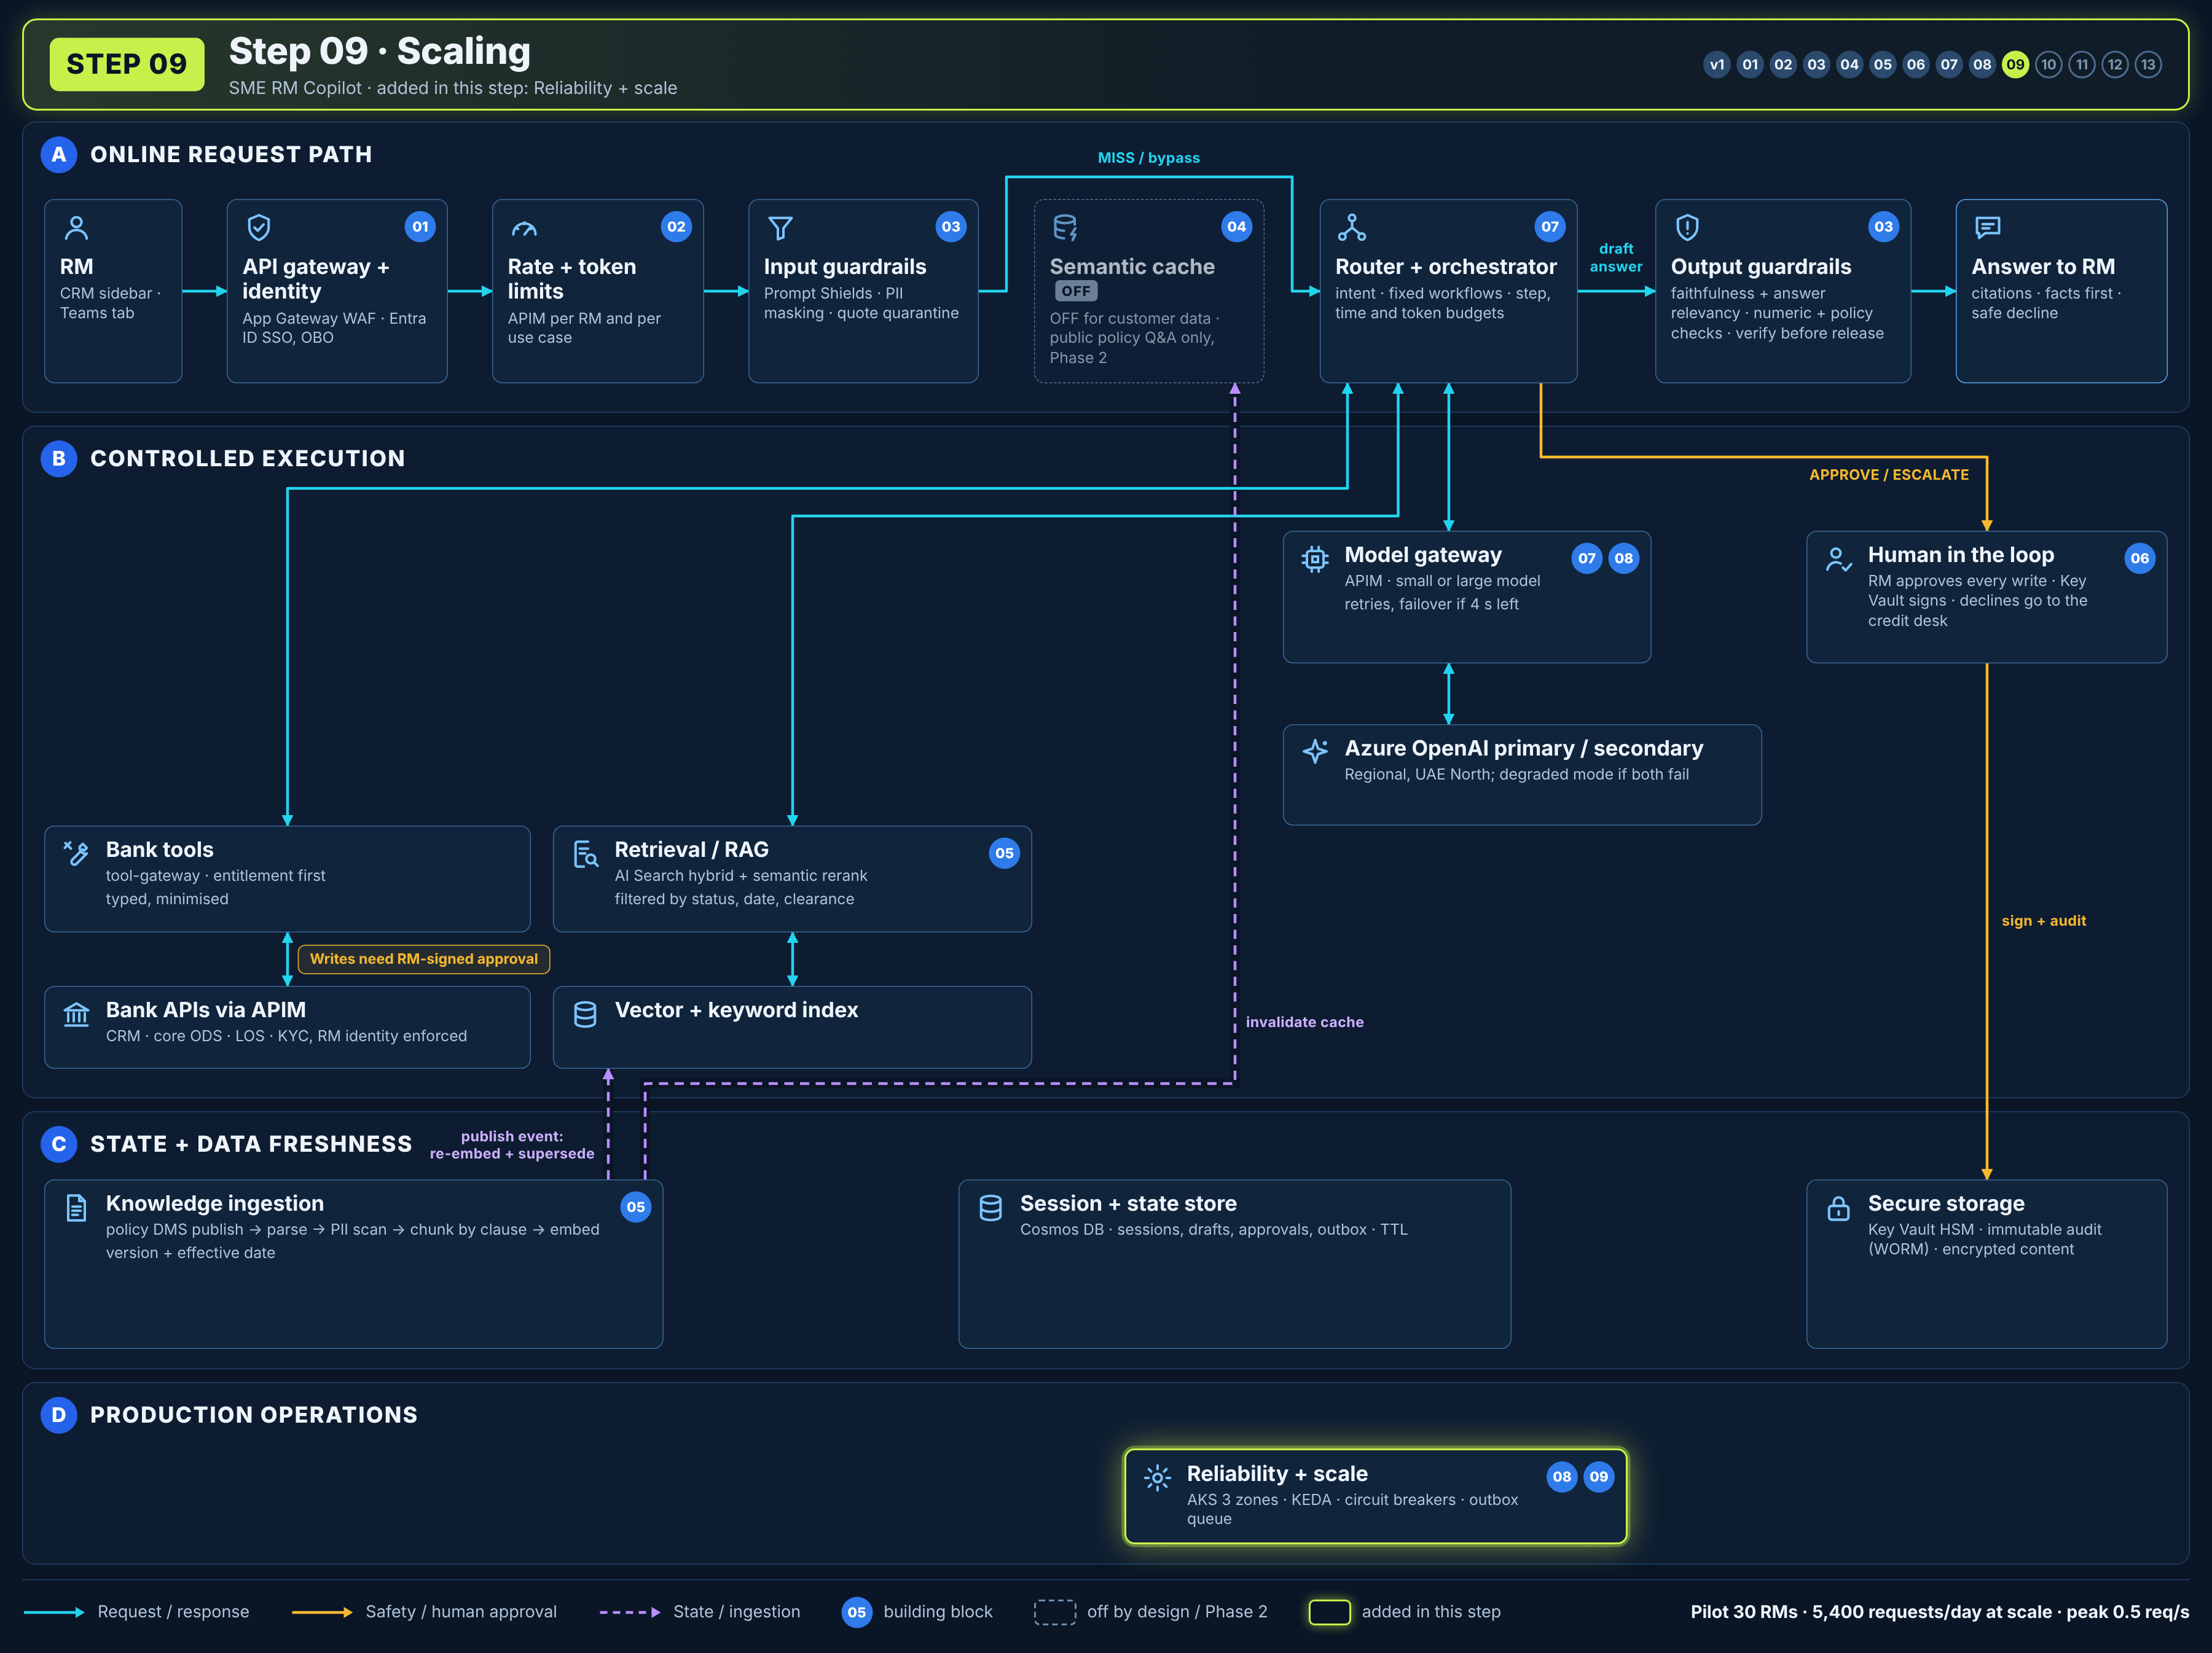 STEP 09
Step 09 · Scaling
SME RM Copilot · added in this step: Reliability + scale
v1 01 02 03 04 05 06 07 08 09 10 11 12 13
A ONLINE REQUEST PATH
MISS / bypass
RM
CRM sidebar ·
Teams tab
01
API gateway +
identity
App Gateway WAF · Entra
ID SSO, OBO
02
Rate + token
limits
APIM per RM and per
use case
03
Input guardrails
Prompt Shields · PII
masking · quote quarantine
04
Semantic cache
OFF
OFF for customer data ·
public policy Q&A only,
Phase 2
07
Router + orchestrator
intent · fixed workflows · step,
time and token budgets
draft
answer
03
Output guardrails
faithfulness + answer
relevancy · numeric + policy
checks · verify before release
Answer to RM
citations · facts first ·
safe decline
B CONTROLLED EXECUTION
APPROVE / ESCALATE
Model gateway
07 08
APIM · small or large model
retries, failover if 4 s left
Human in the loop
06
RM approves every write · Key
Vault signs · declines go to the
credit desk
Azure OpenAI primary / secondary
Regional, UAE North; degraded mode if both fail
Bank tools
tool-gateway · entitlement first
typed, minimised
Retrieval / RAG
05
AI Search hybrid + semantic rerank
filtered by status, date, clearance
sign + audit
Writes need RM-signed approval
Bank APIs via APIM
CRM · core ODS · LOS · KYC, RM identity enforced
Vector + keyword index
invalidate cache
C STATE + DATA FRESHNESS
publish event:
re-embed + supersede
Knowledge ingestion
05
policy DMS publish → parse → PII scan → chunk by clause → embed
version + effective date
Session + state store
Cosmos DB · sessions, drafts, approvals, outbox · TTL
Secure storage
Key Vault HSM · immutable audit
(WORM) · encrypted content
D PRODUCTION OPERATIONS
Reliability + scale
08 09
AKS 3 zones · KEDA · circuit breakers · outbox
queue
Request / response
Safety / human approval
State / ingestion
05 building block
off by design / Phase 2
added in this step
Pilot 30 RMs · 5,400 requests/day at scale · peak 0.5 req/s